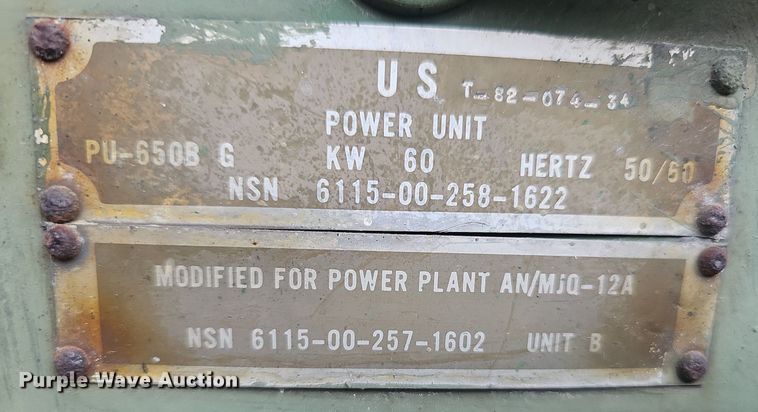 U S T-82-074-34
POWER UNIT
PU-650B G KW 60 HERTZ 50/60
NSN 6115-00-258-1622
MODIFIED FOR POWER PLANT AN/MJQ-12A
NSN 6115-00-257-1602 UNIT B
Purple Wave Auction